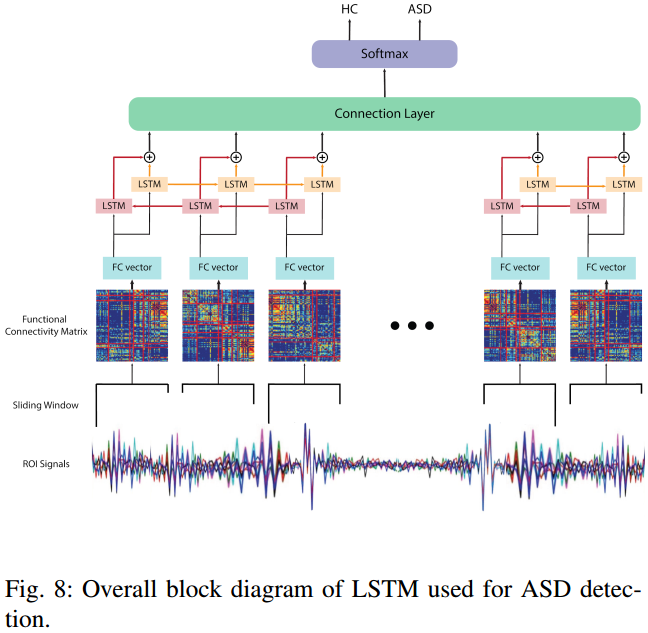 HC ASD
Softmax
Connection Layer
+ + + + +
LSTM LSTM LSTM LSTM LSTM
LSTM LSTM LSTM LSTM LSTM
FC vector FC vector FC vector FC vector FC vector
Functional
Connectivity Matrix
Sliding Window
ROI Signals
Fig. 8: Overall block diagram of LSTM used for ASD detec-
tion.